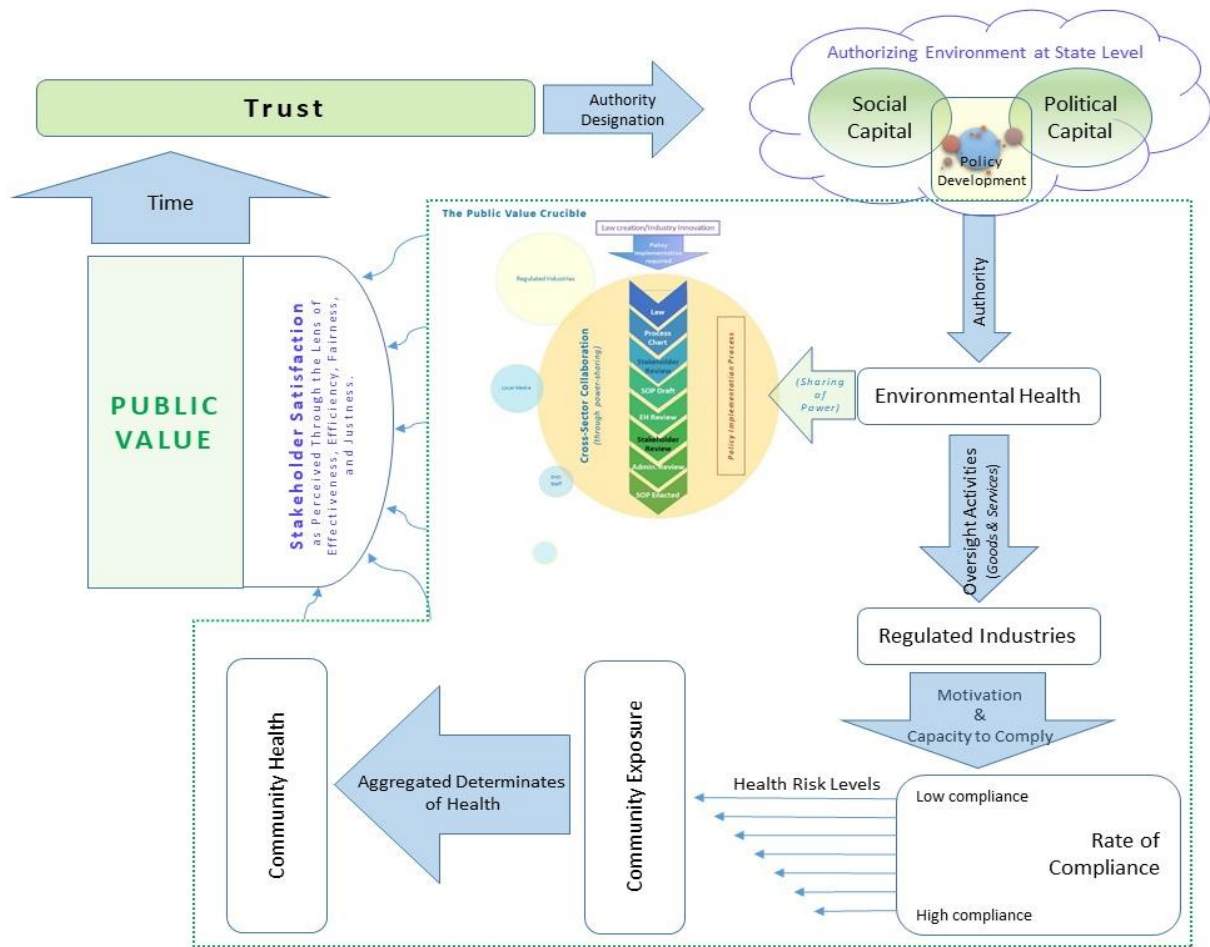 Authorizing Environment at State Level
Trust
Authority
Designation
Social
Capital
Political
Capital
Policy
Development
Time
The Public Value Crucible
Law creation/Industry Innovation
Policy
Implementation
required
Regulated Industries
Law
Process
Chart
Stakeholder
Review
SOP Draft
EH Review
Stakeholder
Review
Admin. Review
SOP Enacted
Cross-Sector Collaboration
(through power-sharing)
Policy Implementation Process
Local Media
Staff
(Sharing
of
Power)
Authority
Environmental Health
PUBLIC
VALUE
Stakeholder Satisfaction
as Perceived Through the Lens of
Effectiveness, Efficiency, Fairness,
and Justness.
Oversight Activities
(Goods & Services)
Regulated Industries
Motivation
&
Capacity to Comply
Community Health
Aggregated Determinates
of Health
Community Exposure
Health Risk Levels
Low compliance
Rate of
Compliance
High compliance